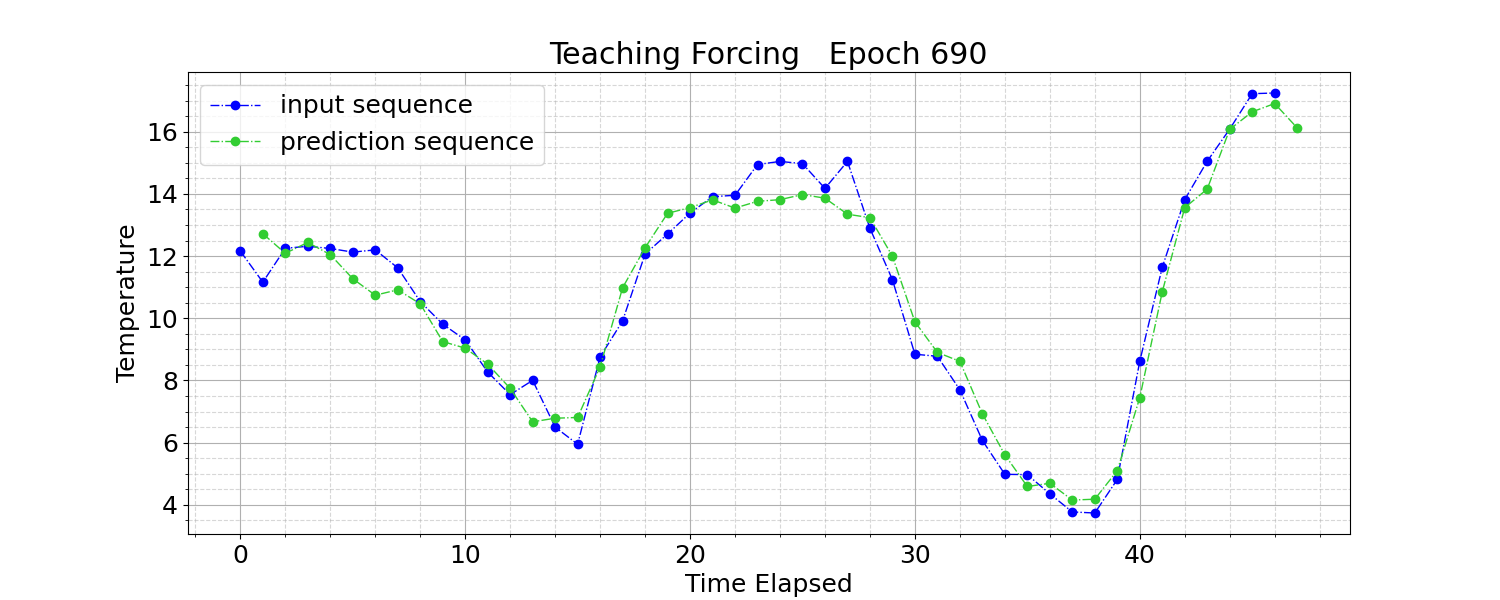 Teaching Forcing   Epoch 690
input sequence
prediction sequence
16
14
12
10
8
6
4
Temperature
0 10 20 30 40
Time Elapsed